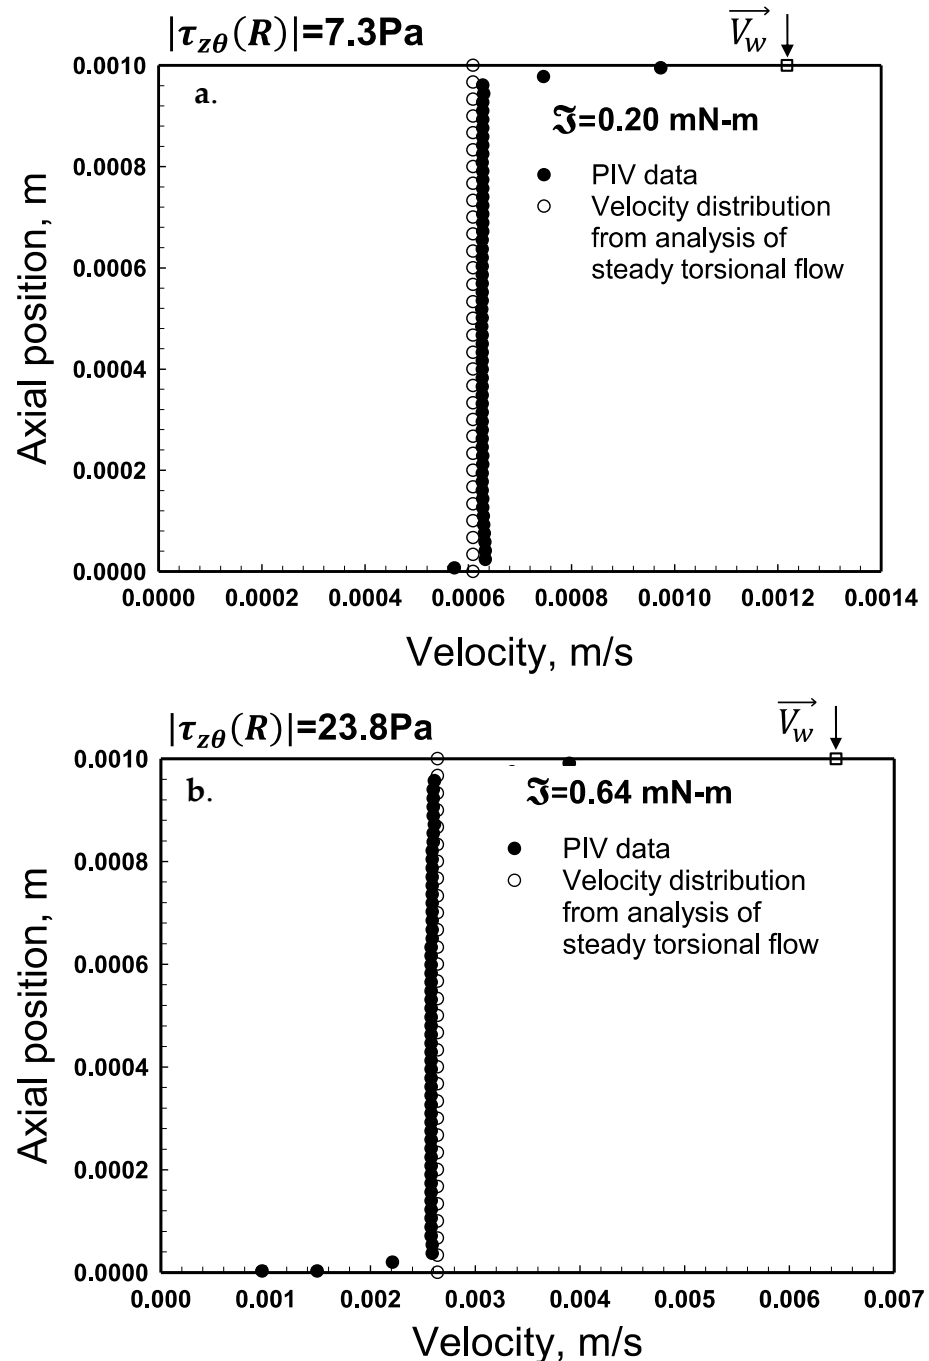 |τzθ(R)|=7.3Pa
Vw
a.
ℑ=0.20 mN-m
PIV data
Velocity distribution
from analysis of
steady torsional flow
Axial position, m
0.0010
0.0008
0.0006
0.0004
0.0002
0.0000
0.0000 0.0002 0.0004 0.0006 0.0008 0.0010 0.0012 0.0014
Velocity, m/s
|τzθ(R)|=23.8Pa
Vw
b.
ℑ=0.64 mN-m
PIV data
Velocity distribution
from analysis of
steady torsional flow
Axial position, m
0.0010
0.0008
0.0006
0.0004
0.0002
0.0000
0.000 0.001 0.002 0.003 0.004 0.005 0.006 0.007
Velocity, m/s